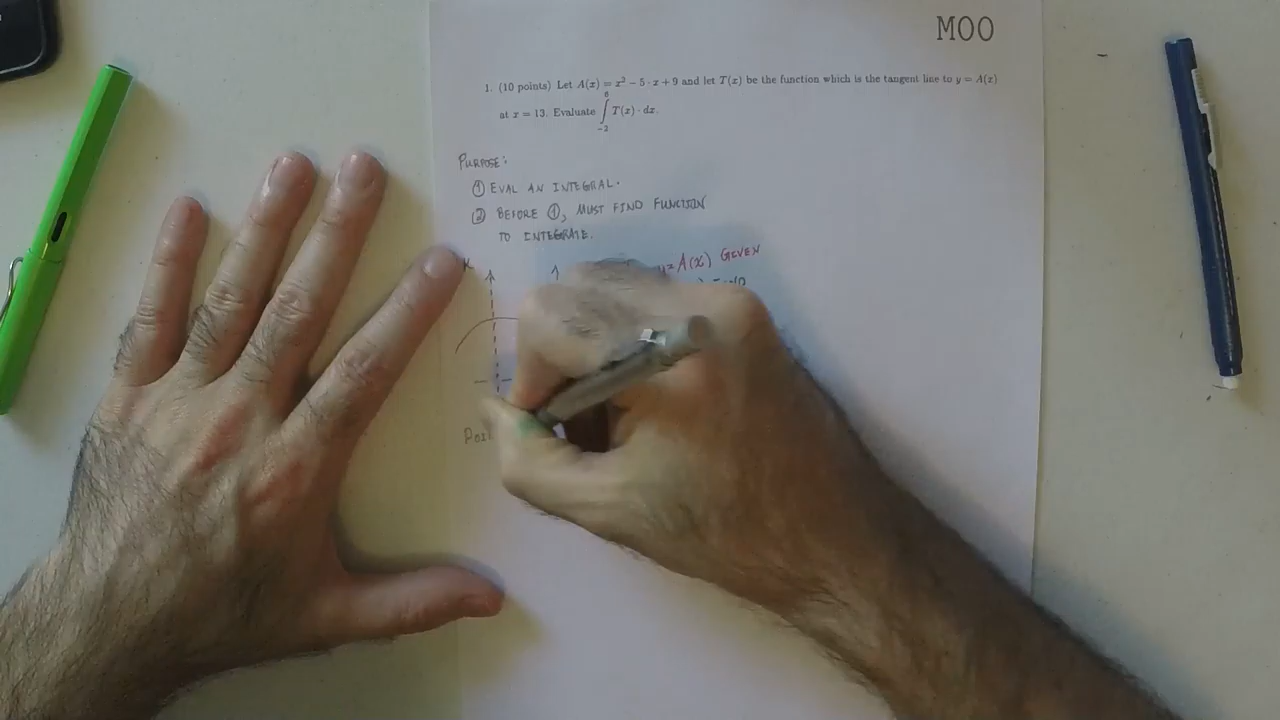 MOO
1. (10 points) Let A(x) = x² − 5 · x + 9 and let T(x) be the function which is the tangent line to y = A(x)
at x = 13. Evaluate ∫₋₂⁶ T(x) · dx.
PURPOSE:
① EVAL AN INTEGRAL.
② BEFORE ①, MUST FIND FUNCTION
TO INTEGRATE.
y=A(x) GIVEN